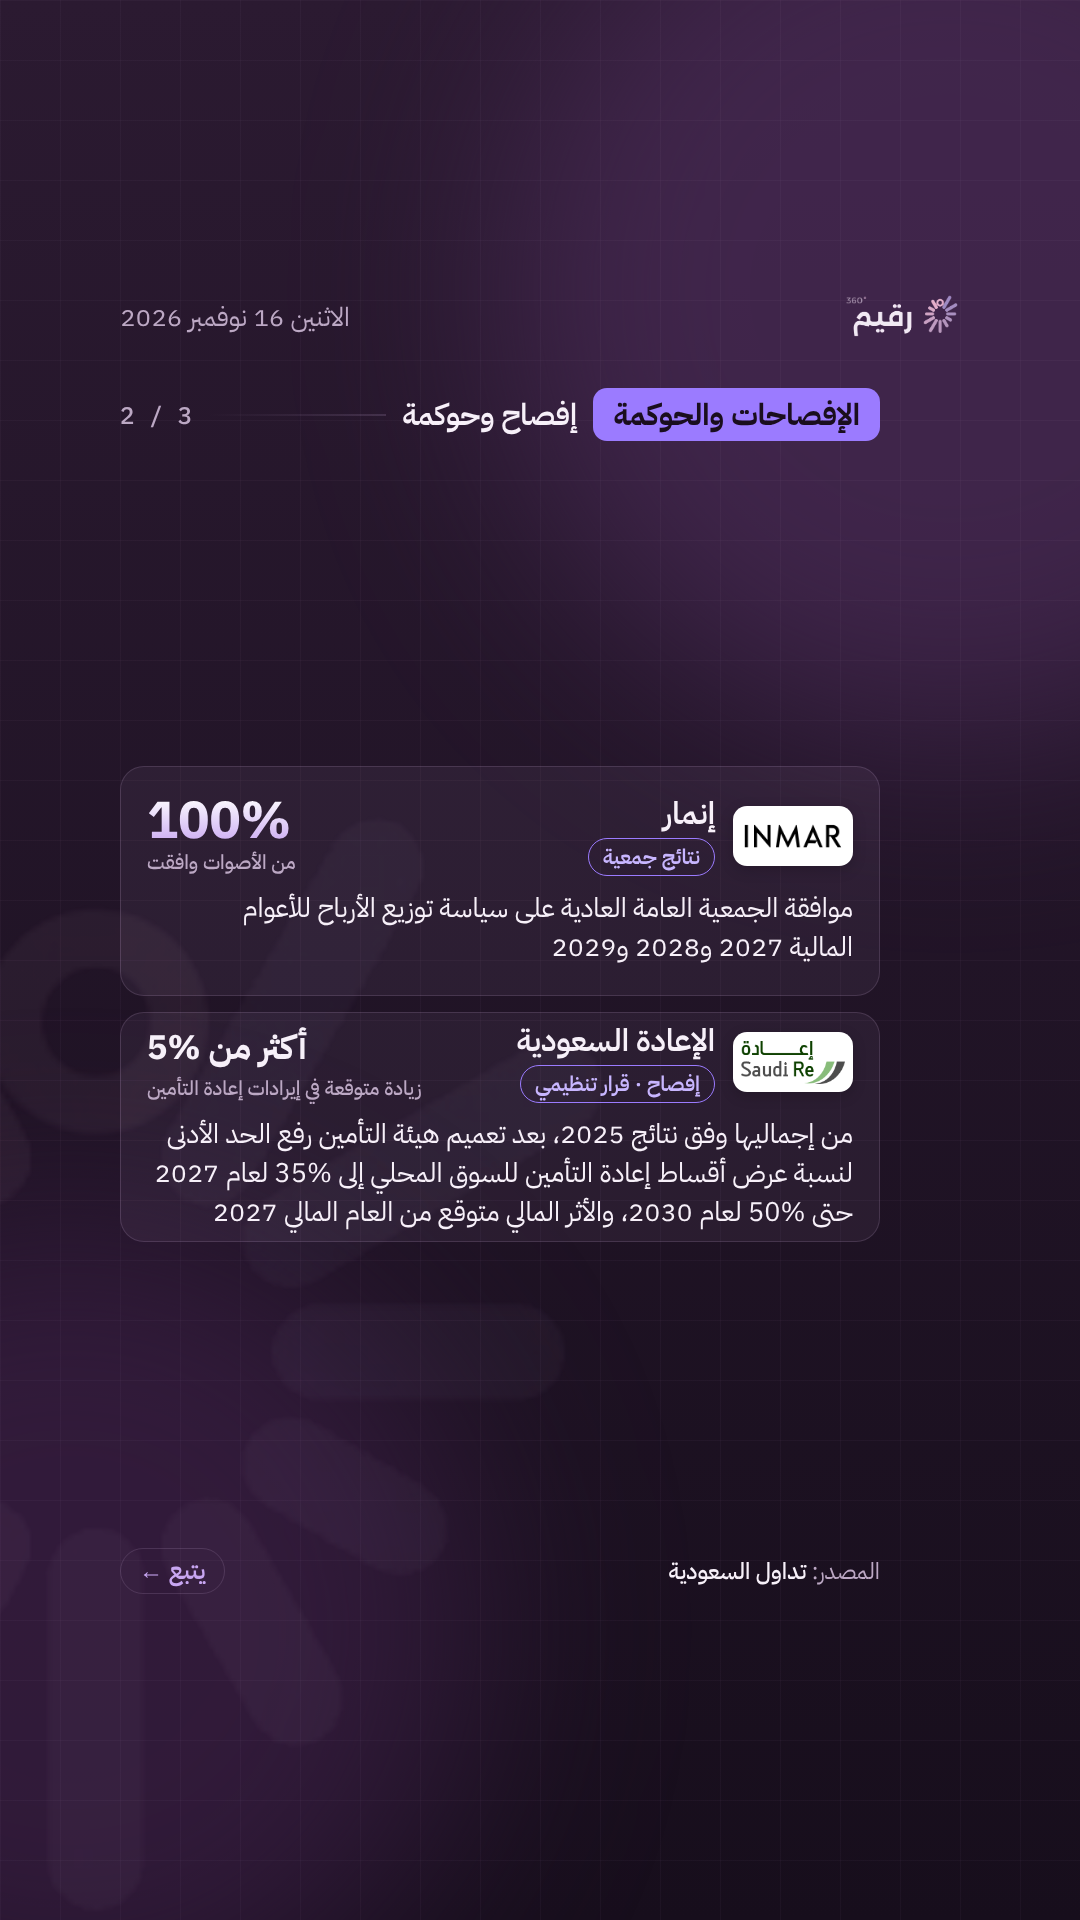 رقيم
360°
الاثنين 16 نوفمبر 2026
الإفصاحات والحوكمة
إفصاح وحوكمة
2 / 3
INMAR
إنمار
نتائج جمعية
100%
من الأصوات وافقت
موافقة الجمعية العامة العادية على سياسة توزيع الأرباح للأعوام
المالية 2027 و2028 و2029
إعـــادة
Saudi Re
الإعادة السعودية
إفصاح · قرار تنظيمي
أكثر من 5%
زيادة متوقعة في إيرادات إعادة التأمين
من إجماليها وفق نتائج 2025، بعد تعميم هيئة التأمين رفع الحد الأدنى
لنسبة عرض أقساط إعادة التأمين للسوق المحلي إلى 35% لعام 2027
حتى 50% لعام 2030، والأثر المالي متوقع من العام المالي 2027
المصدر: تداول السعودية
يتبع ←